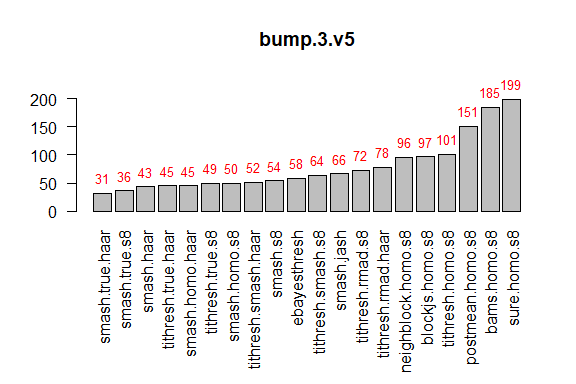 bump.3.v5
200
150
100
50
0
31
36
43
45
45
49
50
52
54
58
64
66
72
78
96
97
101
151
185
199
smash.true.haar
smash.true.s8
smash.haar
tithresh.true.haar
smash.homo.haar
tithresh.true.s8
smash.homo.s8
tithresh.smash.haar
smash.s8
ebayesthresh
tithresh.smash.s8
smash.jash
tithresh.rmad.s8
tithresh.rmad.haar
neighblock.homo.s8
blockjs.homo.s8
tithresh.homo.s8
postmean.homo.s8
bams.homo.s8
sure.homo.s8